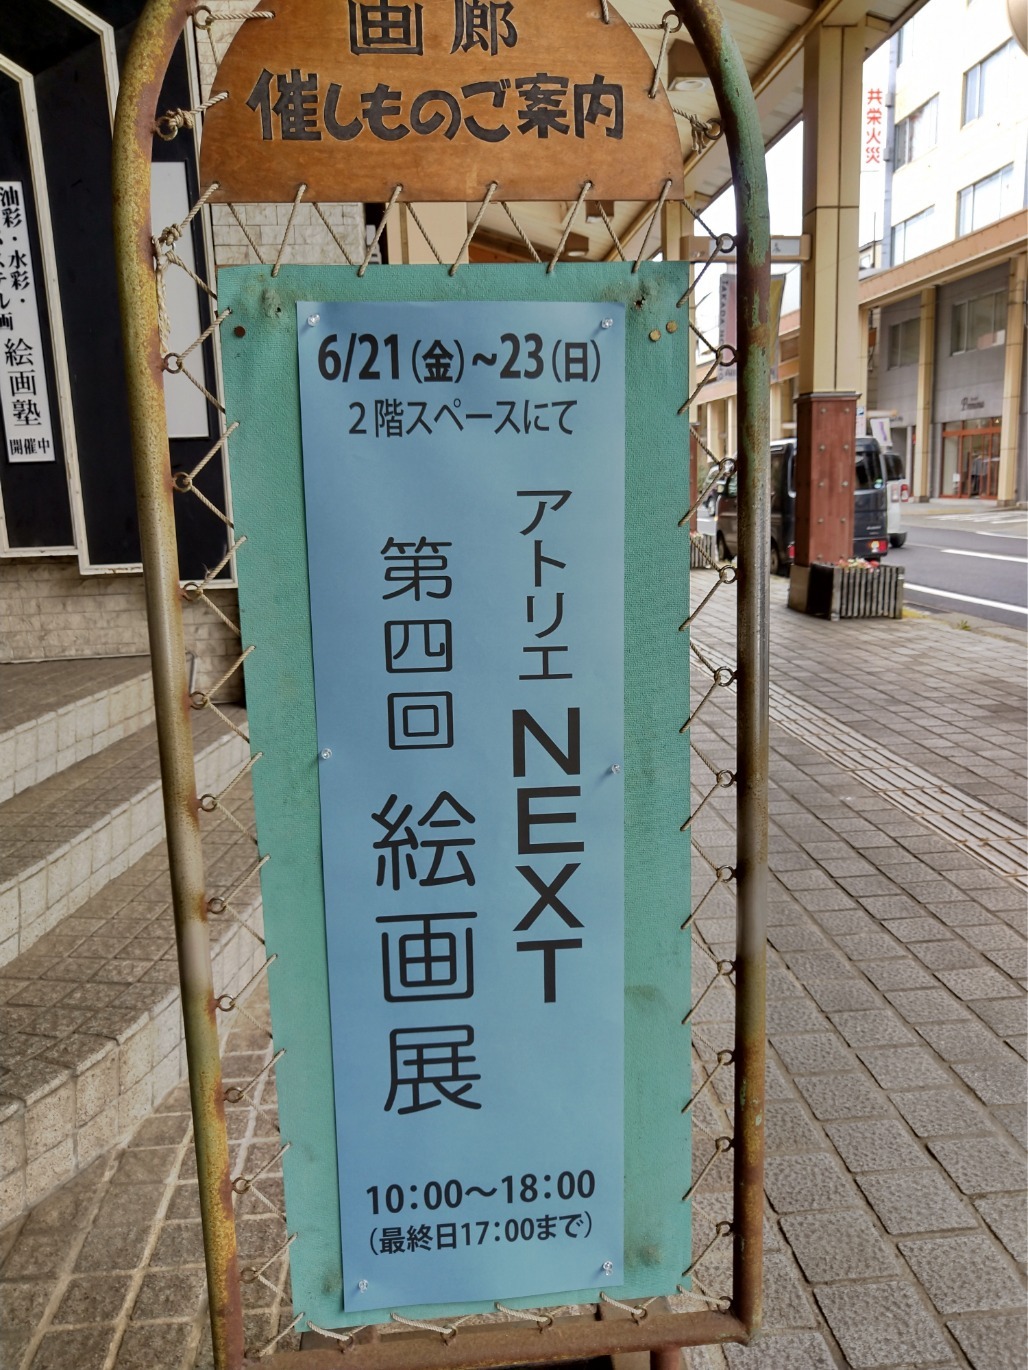 画廊
催しものご案内
6/21(金)~23(日)
2階スペースにて
アトリエ NEXT
第四回 絵画展
10:00～18:00
(最終日17:00まで)
油彩・水彩・
絵画塾
開催中
共栄火災